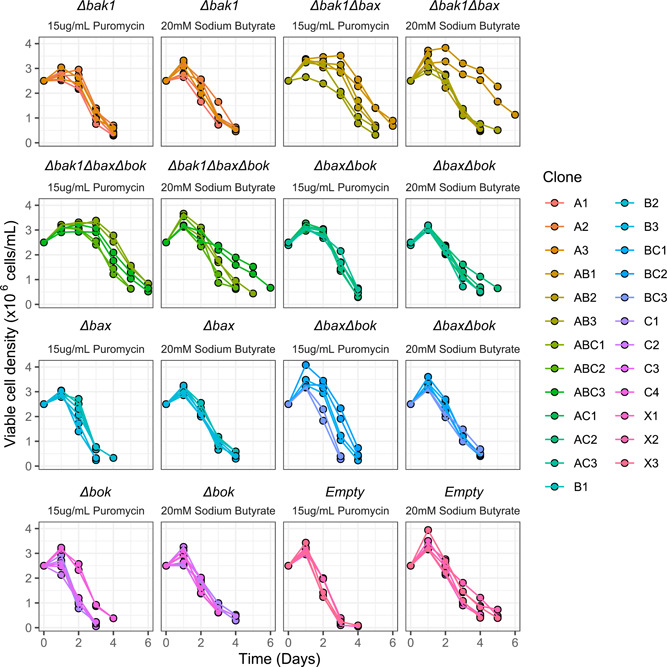 Δbak1 Δbak1 Δbak1Δbax Δbak1Δbax
15ug/mL Puromycin 20mM Sodium Butyrate 15ug/mL Puromycin 20mM Sodium Butyrate
4
3
2
1
0
Δbak1ΔbaxΔbok Δbak1ΔbaxΔbok ΔbaxΔbok ΔbaxΔbok
15ug/mL Puromycin 20mM Sodium Butyrate 15ug/mL Puromycin 20mM Sodium Butyrate
4
3
2
1
0
Δbax Δbax ΔbaxΔbok ΔbaxΔbok
15ug/mL Puromycin 20mM Sodium Butyrate 15ug/mL Puromycin 20mM Sodium Butyrate
4
3
2
1
0
Δbok Δbok Empty Empty
15ug/mL Puromycin 20mM Sodium Butyrate 15ug/mL Puromycin 20mM Sodium Butyrate
4
3
2
1
0
0 2 4 6 0 2 4 6 0 2 4 6 0 2 4 6
Time (Days)
Viable cell density (x10⁶ cells/mL)
Clone
A1 B2
A2 B3
A3 BC1
AB1 BC2
AB2 BC3
AB3 C1
ABC1 C2
ABC2 C3
ABC3 C4
AC1 X1
AC2 X2
AC3 X3
B1